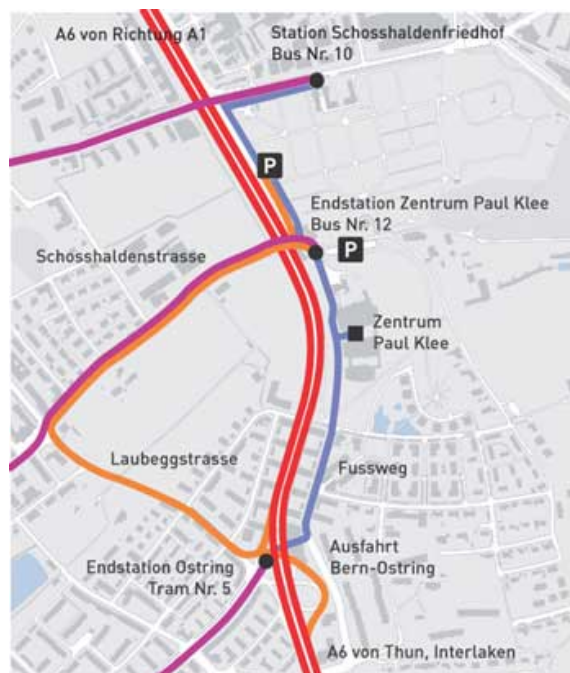 A6 von Richtung A1
Station Schosshaldenfriedhof
Bus Nr. 10
P
Endstation Zentrum Paul Klee
Bus Nr. 12
P
Schosshaldenstrasse
Zentrum
Paul Klee
Laubeggstrasse
Fussweg
Endstation Ostring
Tram Nr. 5
Ausfahrt
Bern-Ostring
A6 von Thun, Interlaken